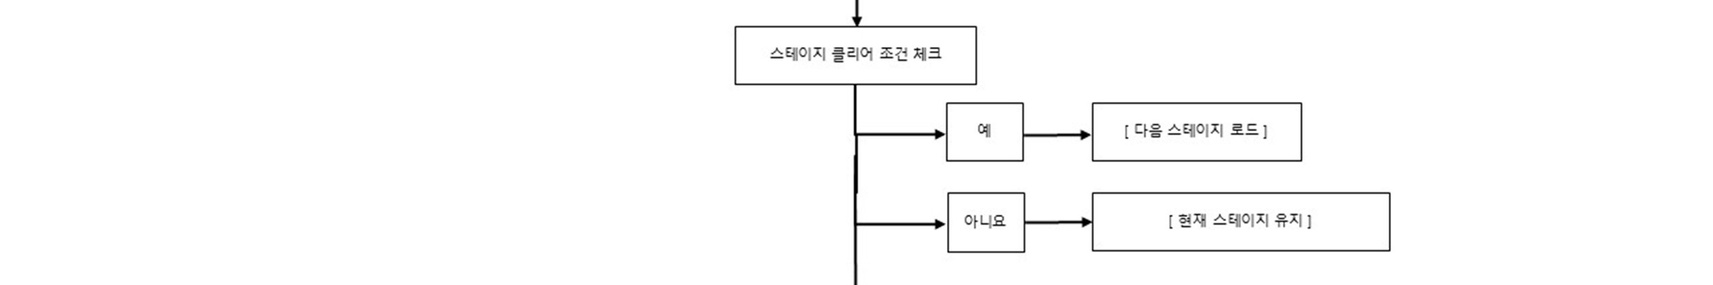 스테이지 클리어 조건 체크
예
[ 다음 스테이지 로드 ]
아니요
[ 현재 스테이지 유지 ]